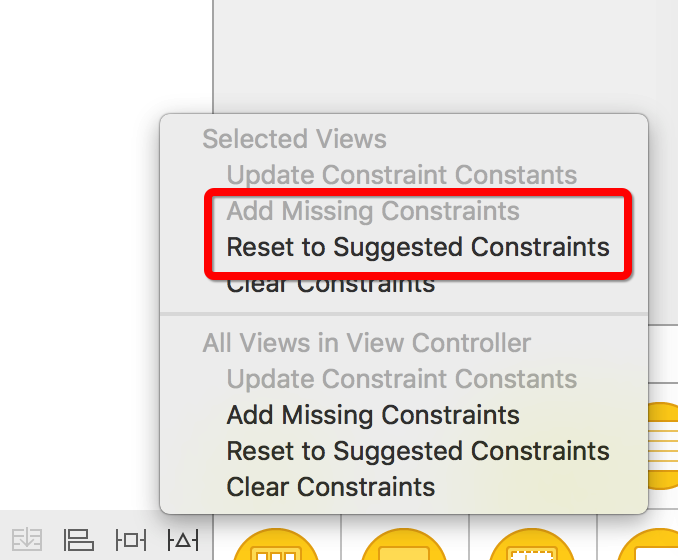 Selected Views
Update Constraint Constants
Add Missing Constraints
Reset to Suggested Constraints
Clear Constraints
All Views in View Controller
Update Constraint Constants
Add Missing Constraints
Reset to Suggested Constraints
Clear Constraints